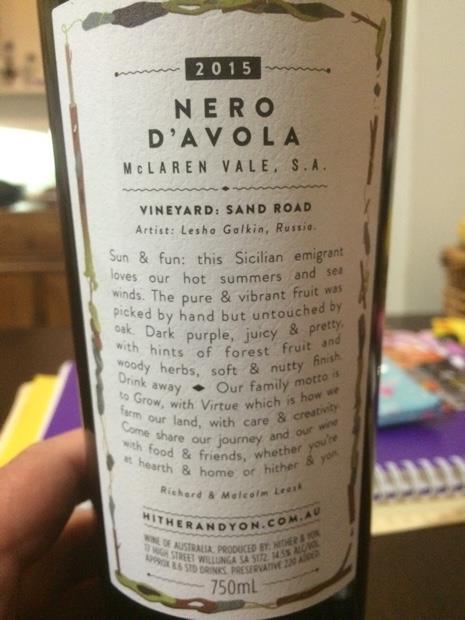 2015
NERO
D'AVOLA
McLAREN VALE, S.A.
VINEYARD: SAND ROAD
Artist: Lesha Galkin, Russia.
Sun & fun: this Sicilian emigrant
loves our hot summers and sea
winds. The pure & vibrant fruit was
picked by hand but untouched by
oak. Dark purple, juicy & pretty,
with hints of forest fruit and
woody herbs, soft & nutty finish.
Drink away ◆ Our family motto is
to Grow, with Virtue which is how we
farm our land, with care & creativity.
Come share our journey and our wine
with food & friends, whether you're
at hearth & home or hither & yon.
Richard & Malcolm Leask
HITHERANDYON.COM.AU
WINE OF AUSTRALIA. PRODUCED BY: HITHER & YON,
17 HIGH STREET WILLUNGA SA 5172. 14.5% ALC/VOL
APPROX 8.6 STD DRINKS. PRESERVATIVE 220 ADDED.
750mL